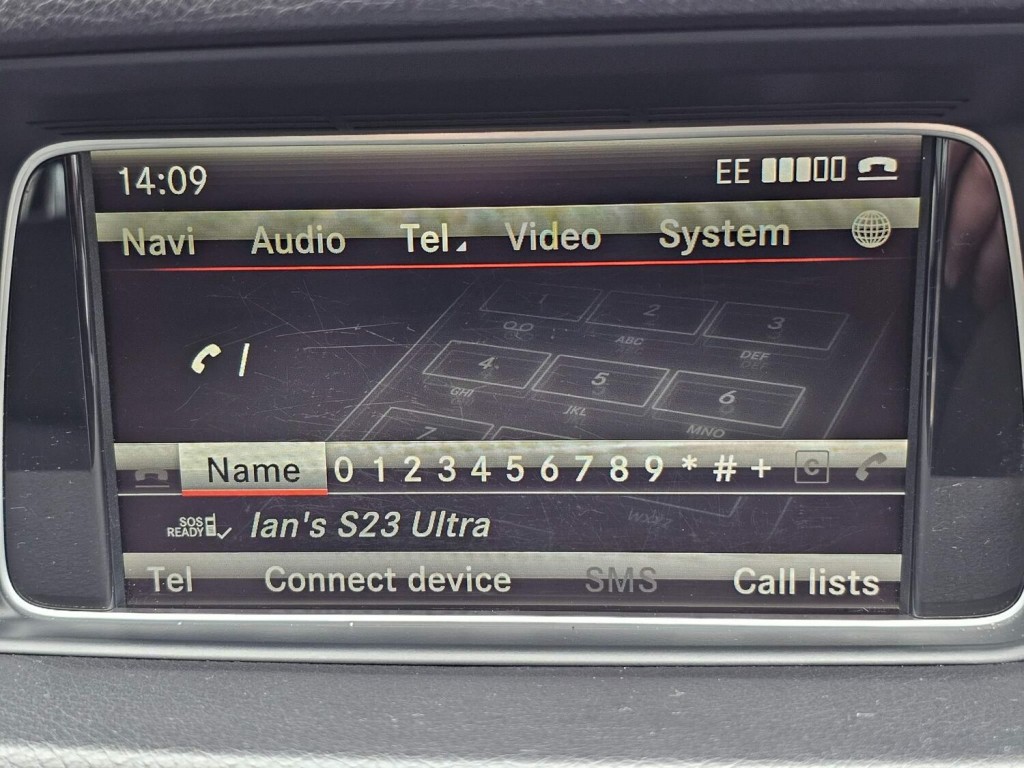 14:09 EE
Navi Audio Tel Video System
1 2 3
ABC DEF
4 5 6
GHI JKL MNO
7
Name 0 1 2 3 4 5 6 7 8 9 * # + C
SOS READY Ian's S23 Ultra
Tel Connect device SMS Call lists